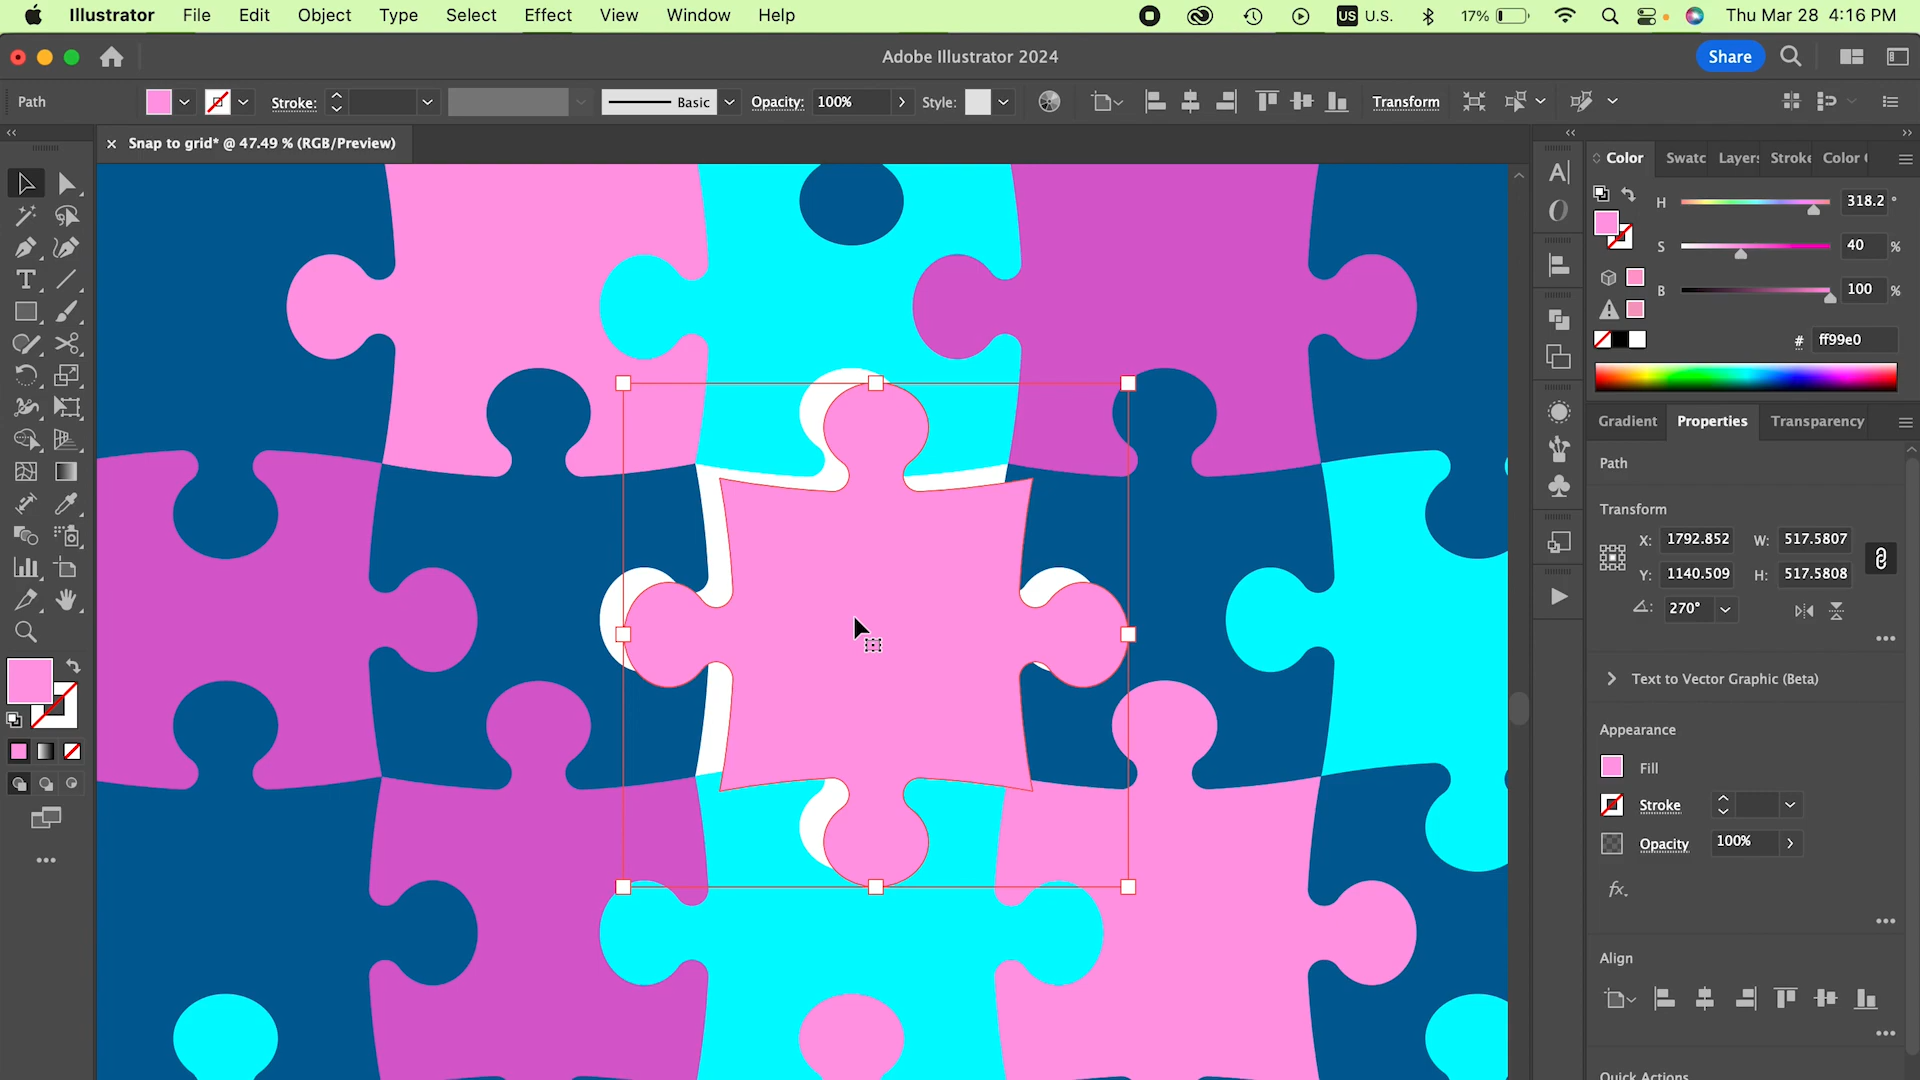 Illustrator File Edit Object Type Select Effect View Window Help US U.S. 17% Thu Mar 28 4:16 PM
Adobe Illustrator 2024 Share
Path Stroke: Basic Opacity: 100% Style: Transform
× Snap to grid* @ 47.49 % (RGB/Preview)
Color Swatc Layers Stroke Color
H 318.2 °
S 40 %
B 100 %
# ff99e0
Gradient Properties Transparency
Path
Transform
X: 1792.852 W: 517.5807
Y: 1140.509 H: 517.5808
270°
Text to Vector Graphic (Beta)
Appearance
Fill
Stroke
Opacity 100%
fx.
Align
Quick Actions